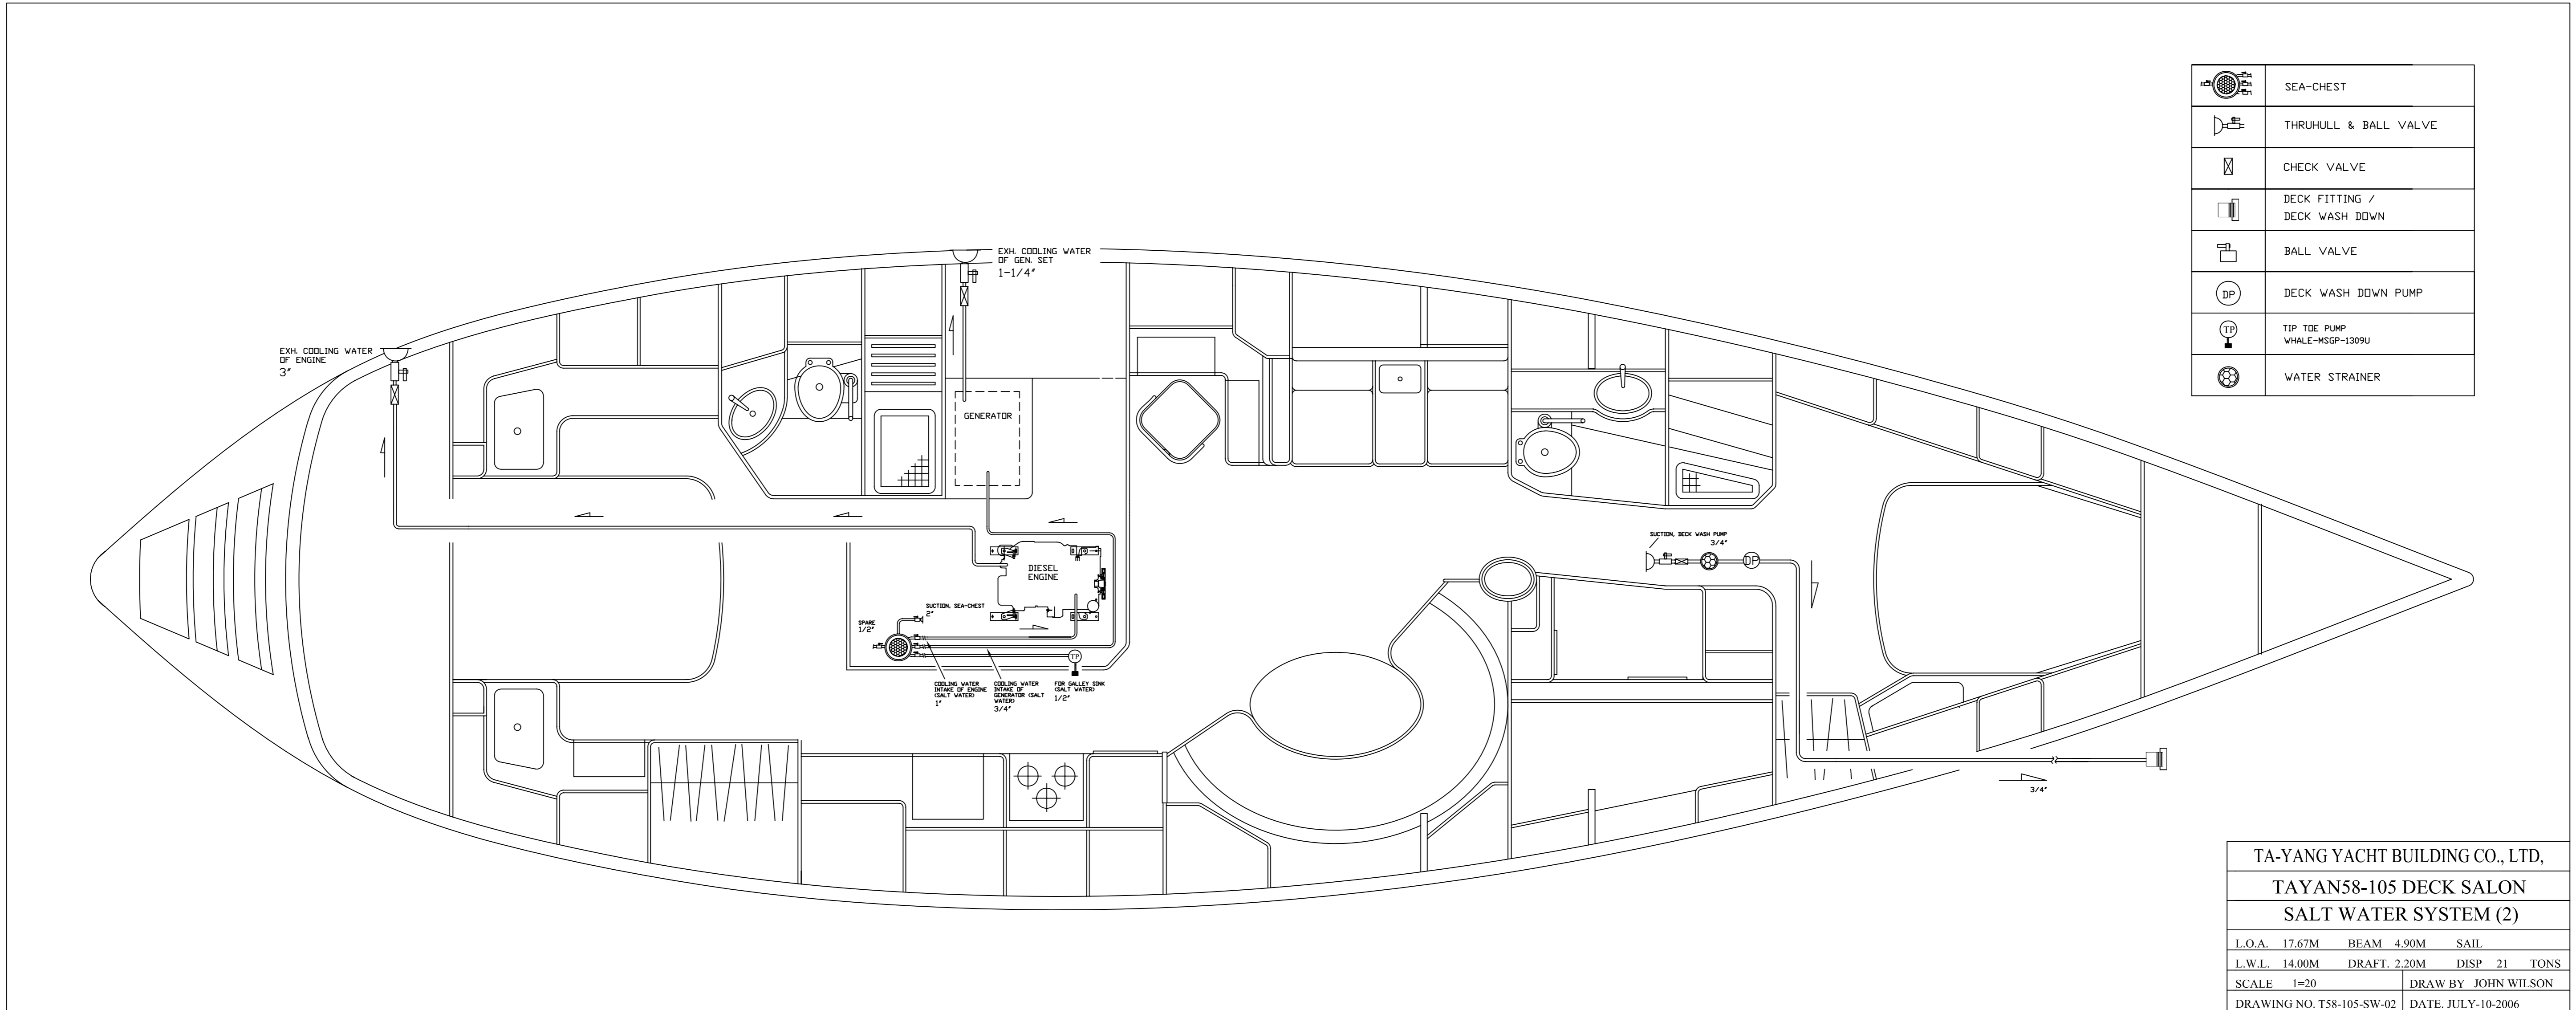 SEA-CHEST
THRUHULL & BALL VALVE
CHECK VALVE
DECK FITTING /
DECK WASH DOWN
BALL VALVE
DP
DECK WASH DOWN PUMP
TP
TIP TOE PUMP
WHALE-MSGP-1309U
WATER STRAINER
EXH. COOLING WATER
OF GEN. SET
1-1/4"
EXH. COOLING WATER
OF ENGINE
3"
GENERATOR
DIESEL
ENGINE
SUCTION, DECK WASH PUMP
3/4"
DP
SUCTION, SEA-CHEST
2"
SPARE
1/2"
TP
COOLING WATER
INTAKE OF ENGINE
(SALT WATER)
1"
COOLING WATER
INTAKE OF
GENERATOR (SALT
WATER)
3/4"
FOR GALLEY SINK
(SALT WATER)
1/2"
3/4"
TA-YANG YACHT BUILDING CO., LTD,
TAYAN58-105 DECK SALON
SALT WATER SYSTEM (2)
L.O.A. 17.67M BEAM 4.90M SAIL
L.W.L. 14.00M DRAFT. 2.20M DISP 21 TONS
SCALE 1=20 DRAW BY JOHN WILSON
DRAWING NO. T58-105-SW-02 DATE. JULY-10-2006